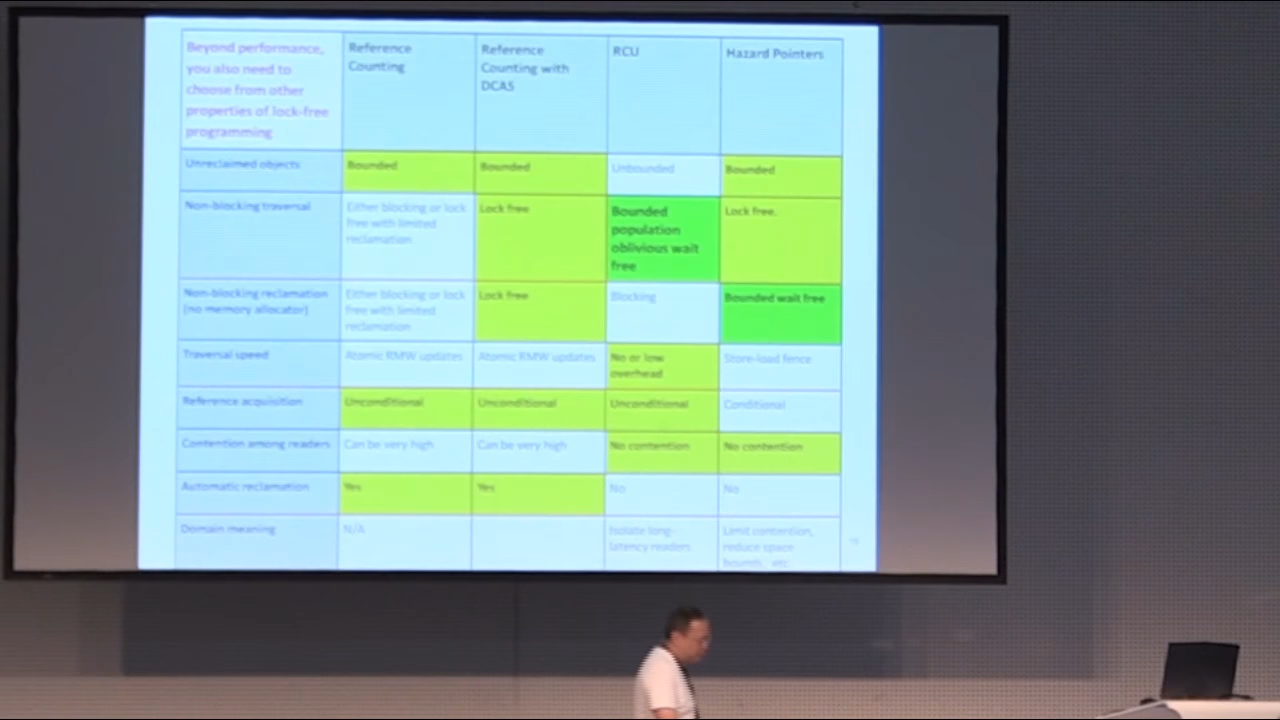 Beyond performance,
you also need to
choose from other
properties of lock-free
programming
Reference
Counting
Reference
Counting with
DCAS
RCU
Hazard Pointers
Unreclaimed objects
Bounded
Bounded
Unbounded
Bounded
Non-blocking traversal
Either blocking or lock
free with limited
reclamation
Lock free
Bounded
population
oblivious wait
free
Lock free.
Non-blocking reclamation
(no memory allocator)
Either blocking or lock
free with limited
reclamation
Lock free
Blocking
Bounded wait free
Traversal speed
Atomic RMW updates
Atomic RMW updates
No or low
overhead
Store-load fence
Reference acquisition
Unconditional
Unconditional
Unconditional
Conditional
Contention among readers
Can be very high
Can be very high
No contention
No contention
Automatic reclamation
Yes
Yes
No
No
Domain meaning
N/A
Isolate long-
latency readers
Limit contention,
reduce space
bounds, etc